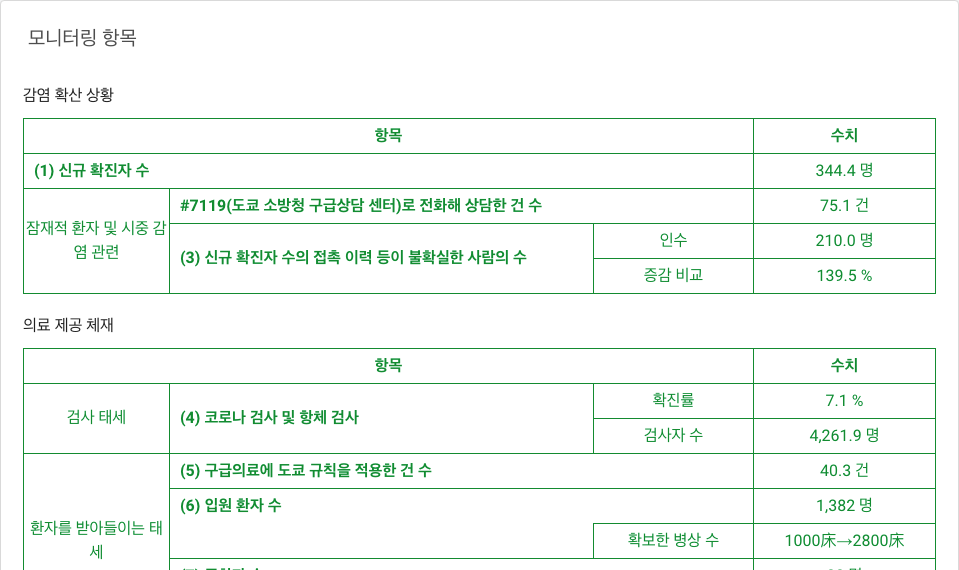 모니터링 항목
감염 확산 상황
항목 수치
(1) 신규 확진자 수 344.4 명
잠재적 환자 및 시중 감
염 관련
#7119(도쿄 소방청 구급상담 센터)로 전화해 상담한 건 수 75.1 건
(3) 신규 확진자 수의 접촉 이력 등이 불확실한 사람의 수
인수 210.0 명
증감 비교 139.5 %
의료 제공 체재
항목 수치
검사 태세
(4) 코로나 검사 및 항체 검사
확진률 7.1 %
검사자 수 4,261.9 명
환자를 받아들이는 태
세
(5) 구급의료에 도쿄 규칙을 적용한 건 수 40.3 건
(6) 입원 환자 수 1,382 명
확보한 병상 수 1000床→2800床